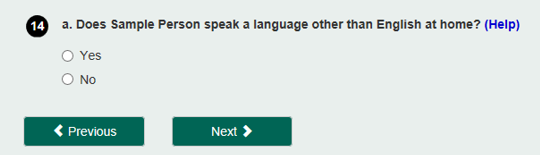 14 a. Does Sample Person speak a language other than English at home? (Help)
Yes
No
Previous Next